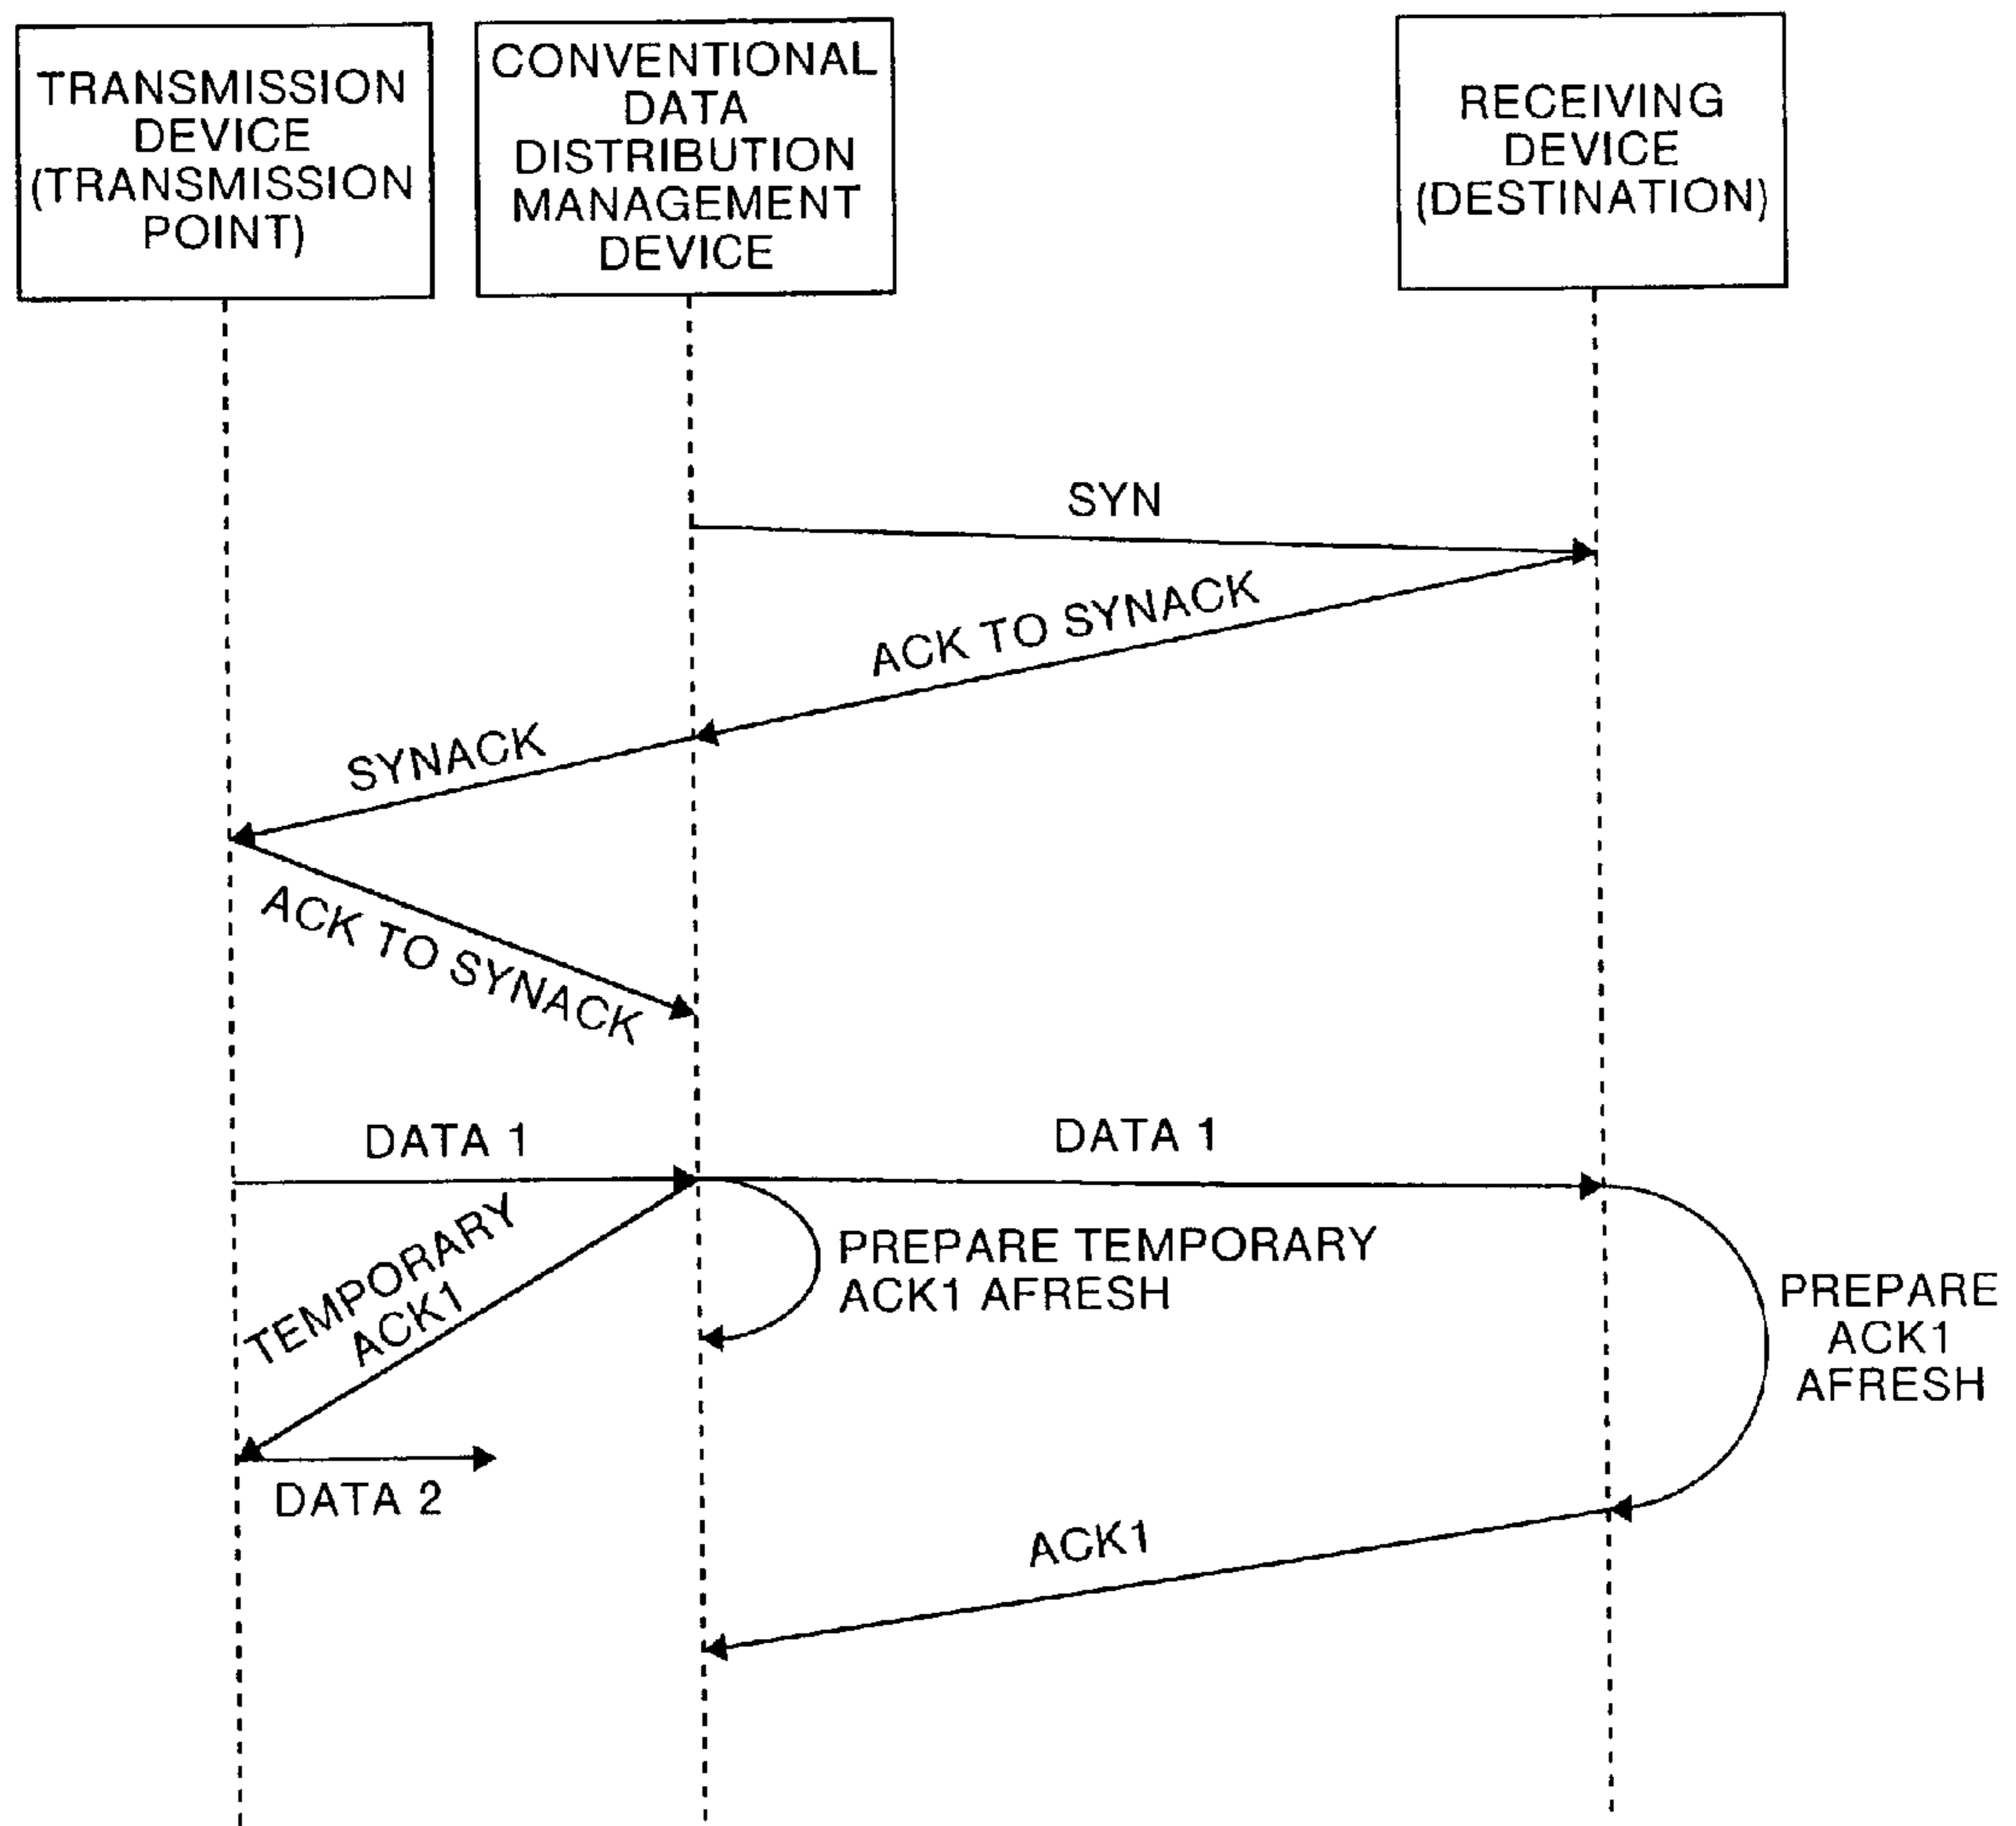 TRANSMISSION
DEVICE
(TRANSMISSION
POINT)
CONVENTIONAL
DATA
DISTRIBUTION
MANAGEMENT
DEVICE
RECEIVING
DEVICE
(DESTINATION)
SYN
ACK TO SYNACK
SYNACK
ACK TO SYNACK
DATA 1
DATA 1
TEMPORARY
ACK1
PREPARE TEMPORARY
ACK1 AFRESH
PREPARE
ACK1
AFRESH
DATA 2
ACK1